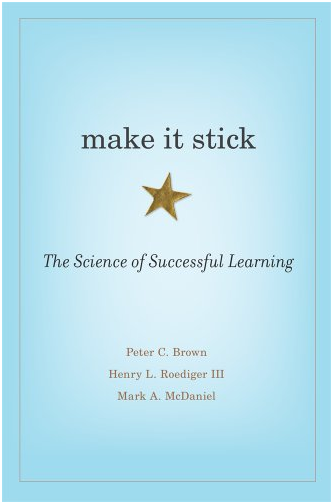 make it stick
The Science of Successful Learning
Peter C. Brown
Henry L. Roediger III
Mark A. McDaniel